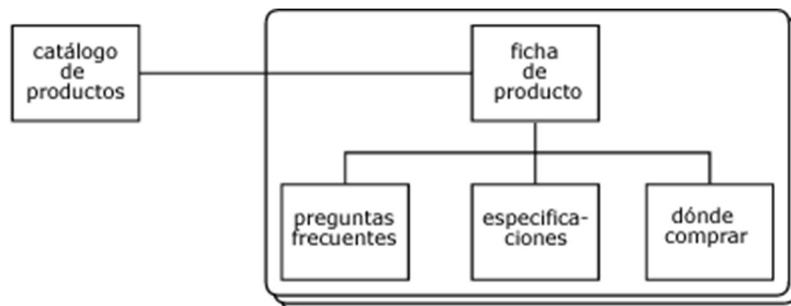 catálogo
de
productos
ficha
de
producto
preguntas
frecuentes
especifica-
ciones
dónde
comprar